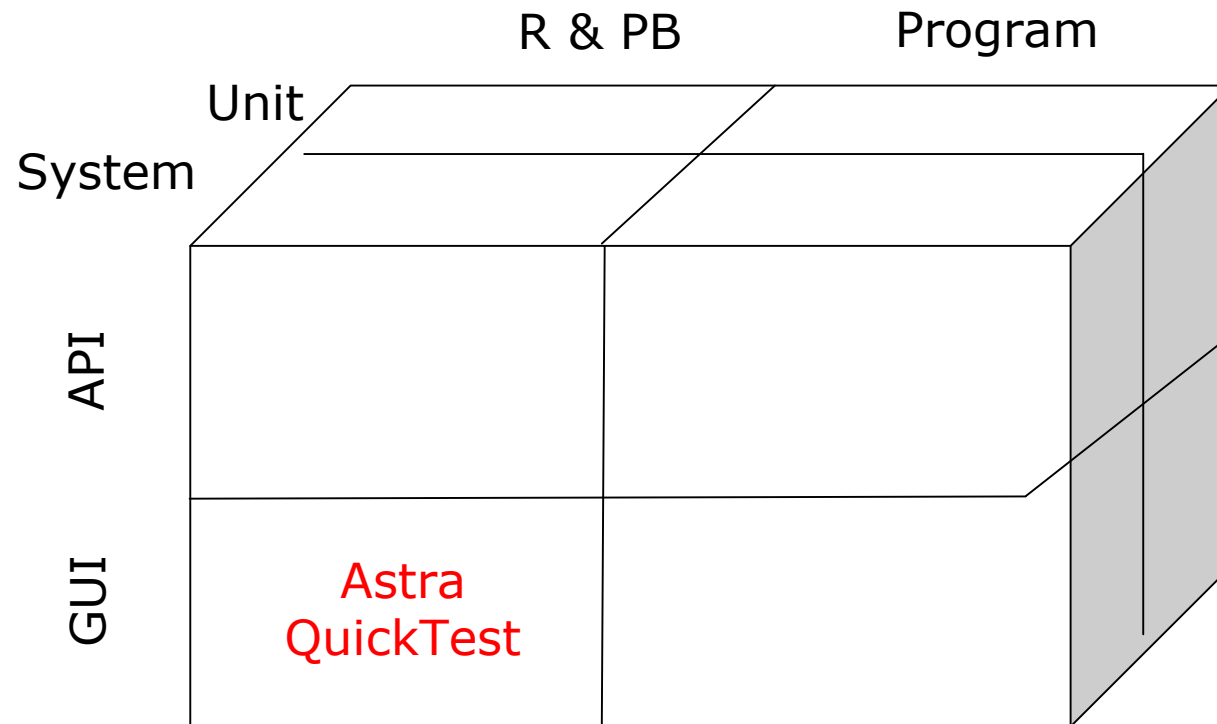 R & PB
Program
Unit
System
API
GUI
Astra
QuickTest